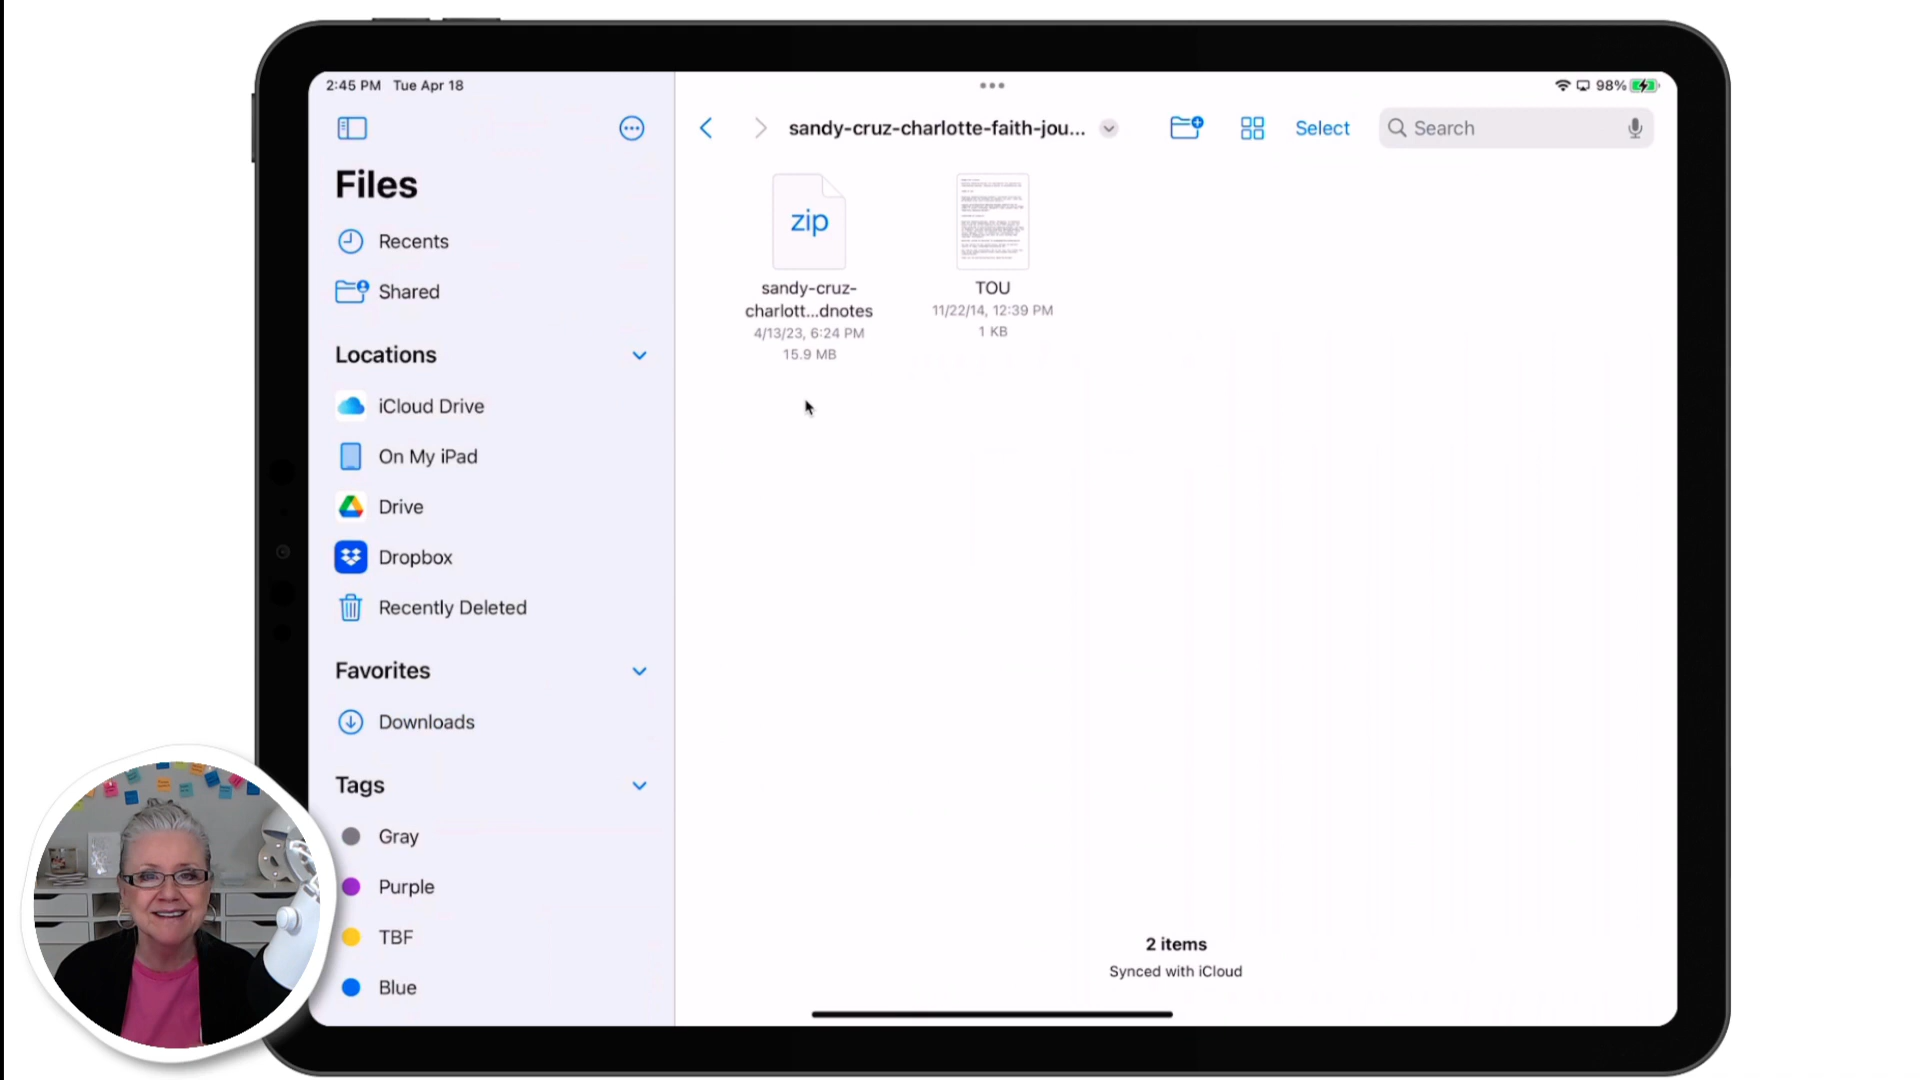 2:45 PM Tue Apr 18
98%
Files
Recents
Shared
Locations
iCloud Drive
On My iPad
Drive
Dropbox
Recently Deleted
Favorites
Downloads
Tags
Gray
Purple
TBF
Blue
sandy-cruz-charlotte-faith-jou...
Select
Search
zip
sandy-cruz-
charlott...dnotes
4/13/23, 6:24 PM
15.9 MB
TOU
11/22/14, 12:39 PM
1 KB
2 items
Synced with iCloud